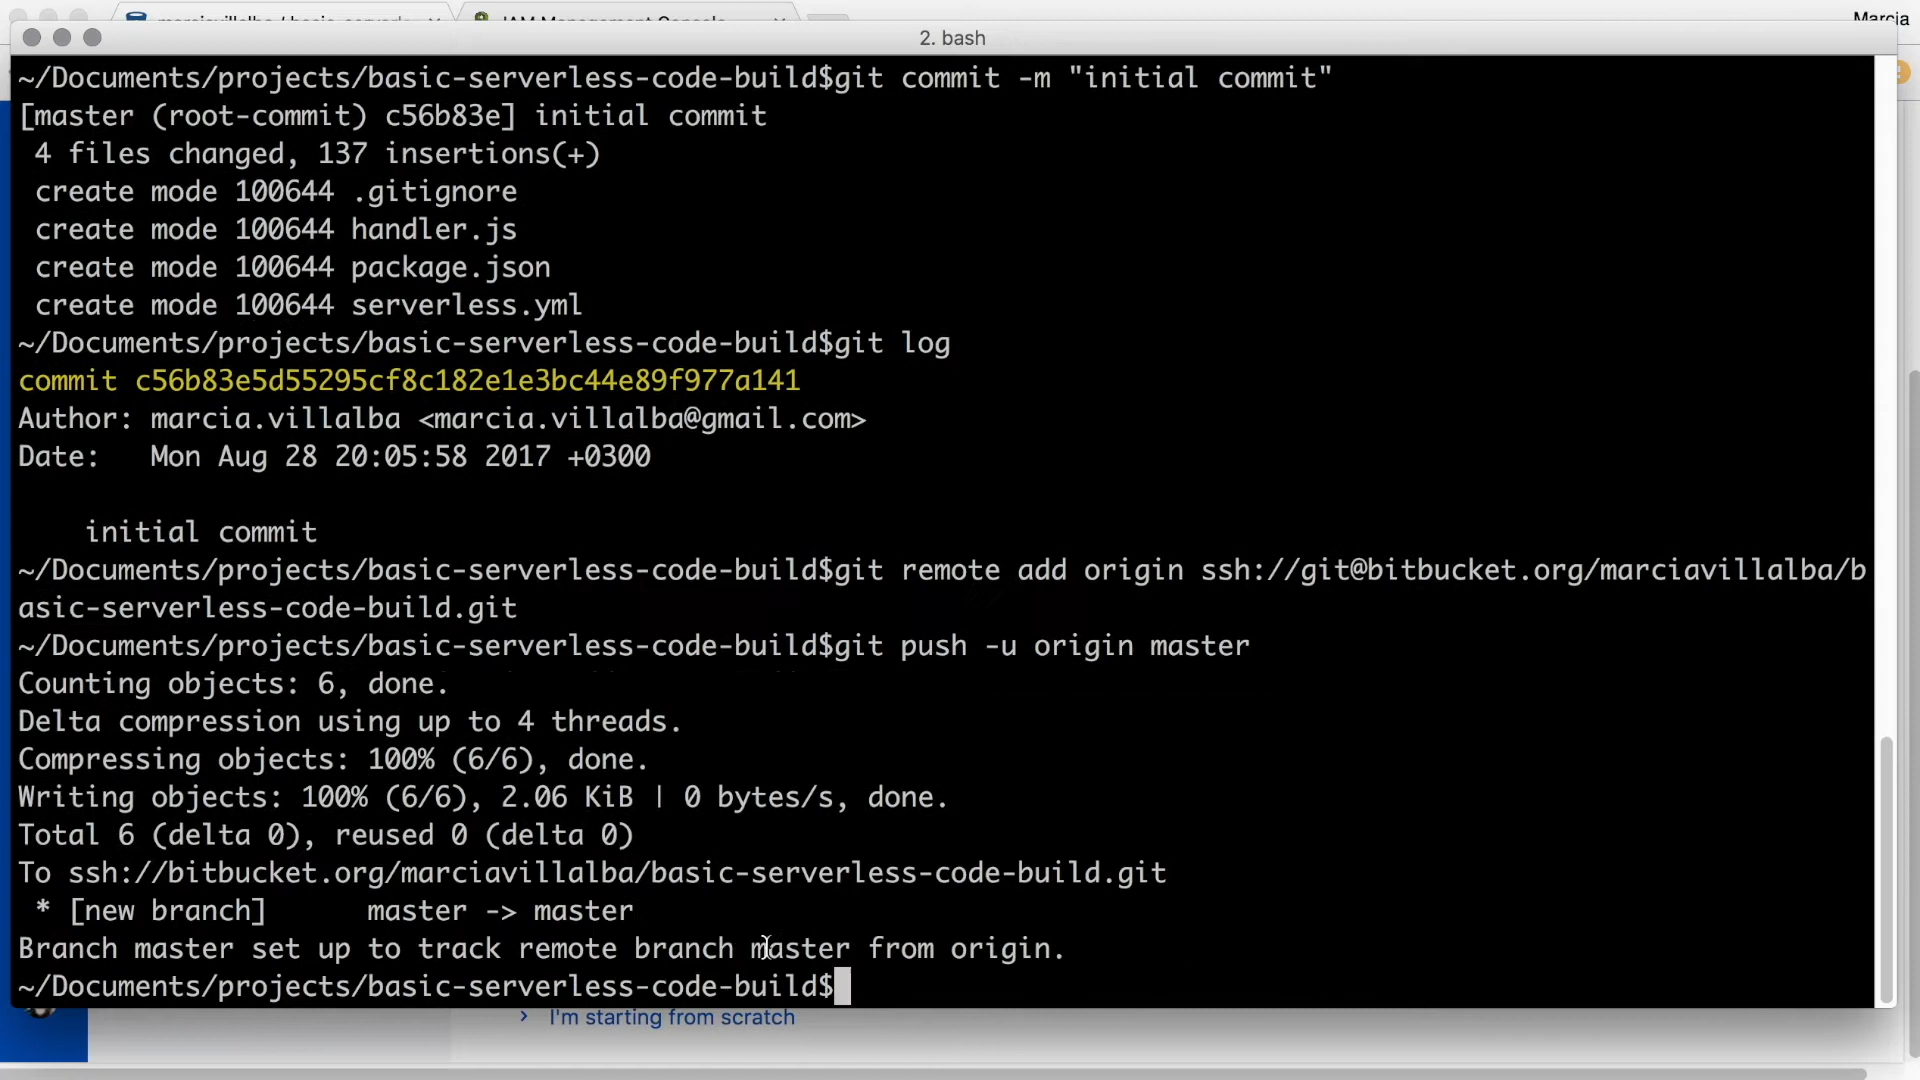 Marcia
2. bash
~/Documents/projects/basic-serverless-code-build$git commit -m "initial commit"
[master (root-commit) c56b83e] initial commit
 4 files changed, 137 insertions(+)
 create mode 100644 .gitignore
 create mode 100644 handler.js
 create mode 100644 package.json
 create mode 100644 serverless.yml
~/Documents/projects/basic-serverless-code-build$git log
commit c56b83e5d55295cf8c182e1e3bc44e89f977a141
Author: marcia.villalba <marcia.villalba@gmail.com>
Date:   Mon Aug 28 20:05:58 2017 +0300
    initial commit
~/Documents/projects/basic-serverless-code-build$git remote add origin ssh://git@bitbucket.org/marciavillalba/b
asic-serverless-code-build.git
~/Documents/projects/basic-serverless-code-build$git push -u origin master
Counting objects: 6, done.
Delta compression using up to 4 threads.
Compressing objects: 100% (6/6), done.
Writing objects: 100% (6/6), 2.06 KiB | 0 bytes/s, done.
Total 6 (delta 0), reused 0 (delta 0)
To ssh://bitbucket.org/marciavillalba/basic-serverless-code-build.git
 * [new branch]      master -> master
Branch master set up to track remote branch master from origin.
~/Documents/projects/basic-serverless-code-build$
> I'm starting from scratch